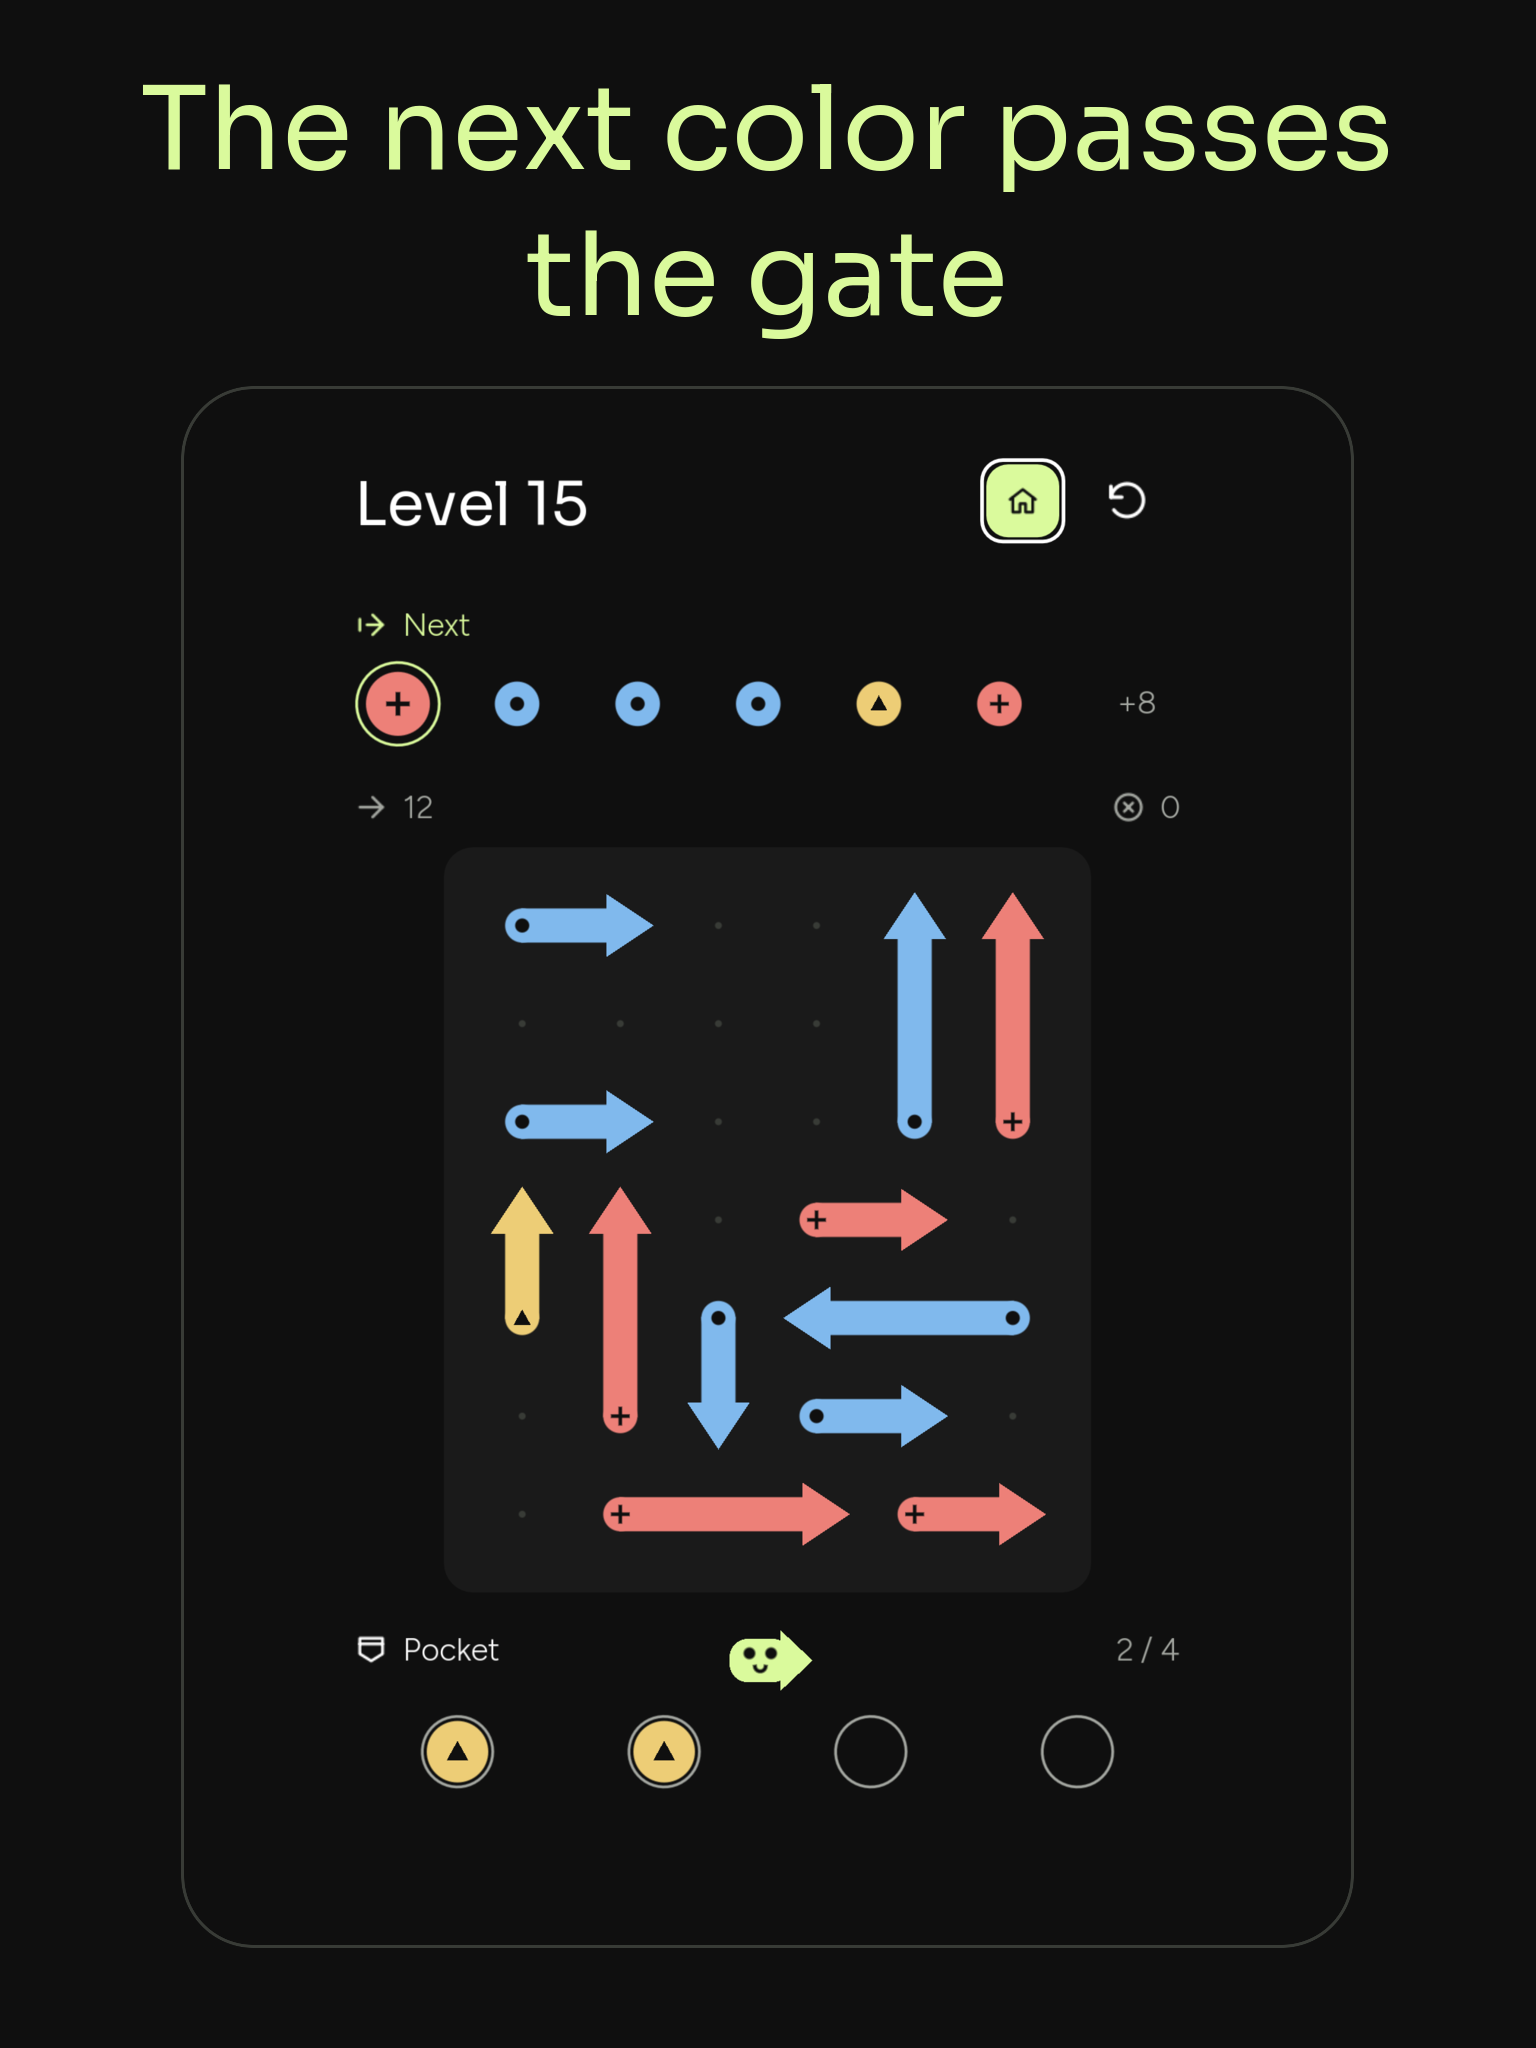 The next color passes
the gate
Level 15
Next
+8
12
0
Pocket
2 / 4